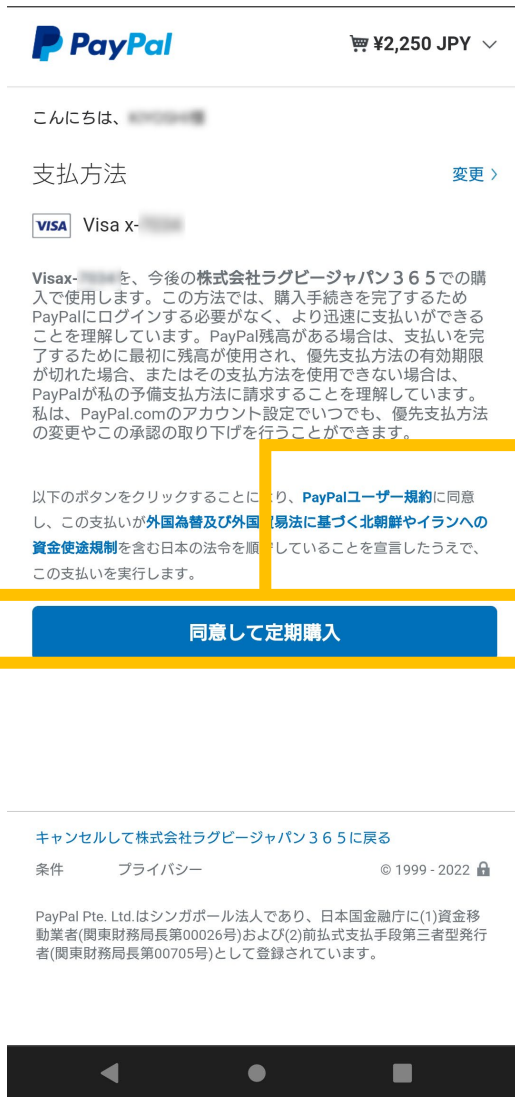 PayPal
¥2,250 JPY
こんにちは、
支払方法
変更
VISA Visa x-
Visax- を、今後の株式会社ラグビージャパン３６５での購
入で使用します。この方法では、購入手続きを完了するため
PayPalにログインする必要がなく、より迅速に支払いができる
ことを理解しています。PayPal残高がある場合は、支払いを完
了するために最初に残高が使用され、優先支払方法の有効期限
が切れた場合、またはその支払方法を使用できない場合は、
PayPalが私の予備支払方法に請求することを理解しています。
私は、PayPal.comのアカウント設定でいつでも、優先支払方法
の変更やこの承認の取り下げを行うことができます。
以下のボタンをクリックすることにより、PayPalユーザー規約に同意
し、この支払いが外国為替及び外国貿易法に基づく北朝鮮やイランへの
資金使途規制を含む日本の法令を順守していることを宣言したうえで、
この支払いを実行します。
同意して定期購入
キャンセルして株式会社ラグビージャパン３６５に戻る
条件 プライバシー © 1999 - 2022
PayPal Pte. Ltd.はシンガポール法人であり、日本国金融庁に(1)資金移
動業者(関東財務局長第00026号)および(2)前払式支払手段第三者型発行
者(関東財務局長第00705号)として登録されています。